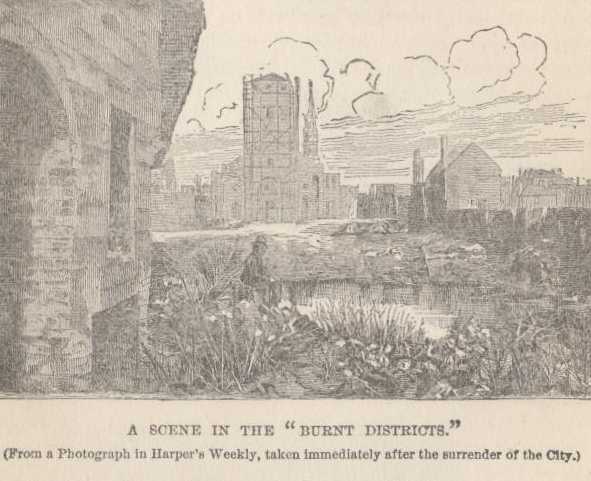 A SCENE IN THE "BURNT DISTRICTS."
(From a Photograph in Harper's Weekly, taken immediately after the surrender of the City.)